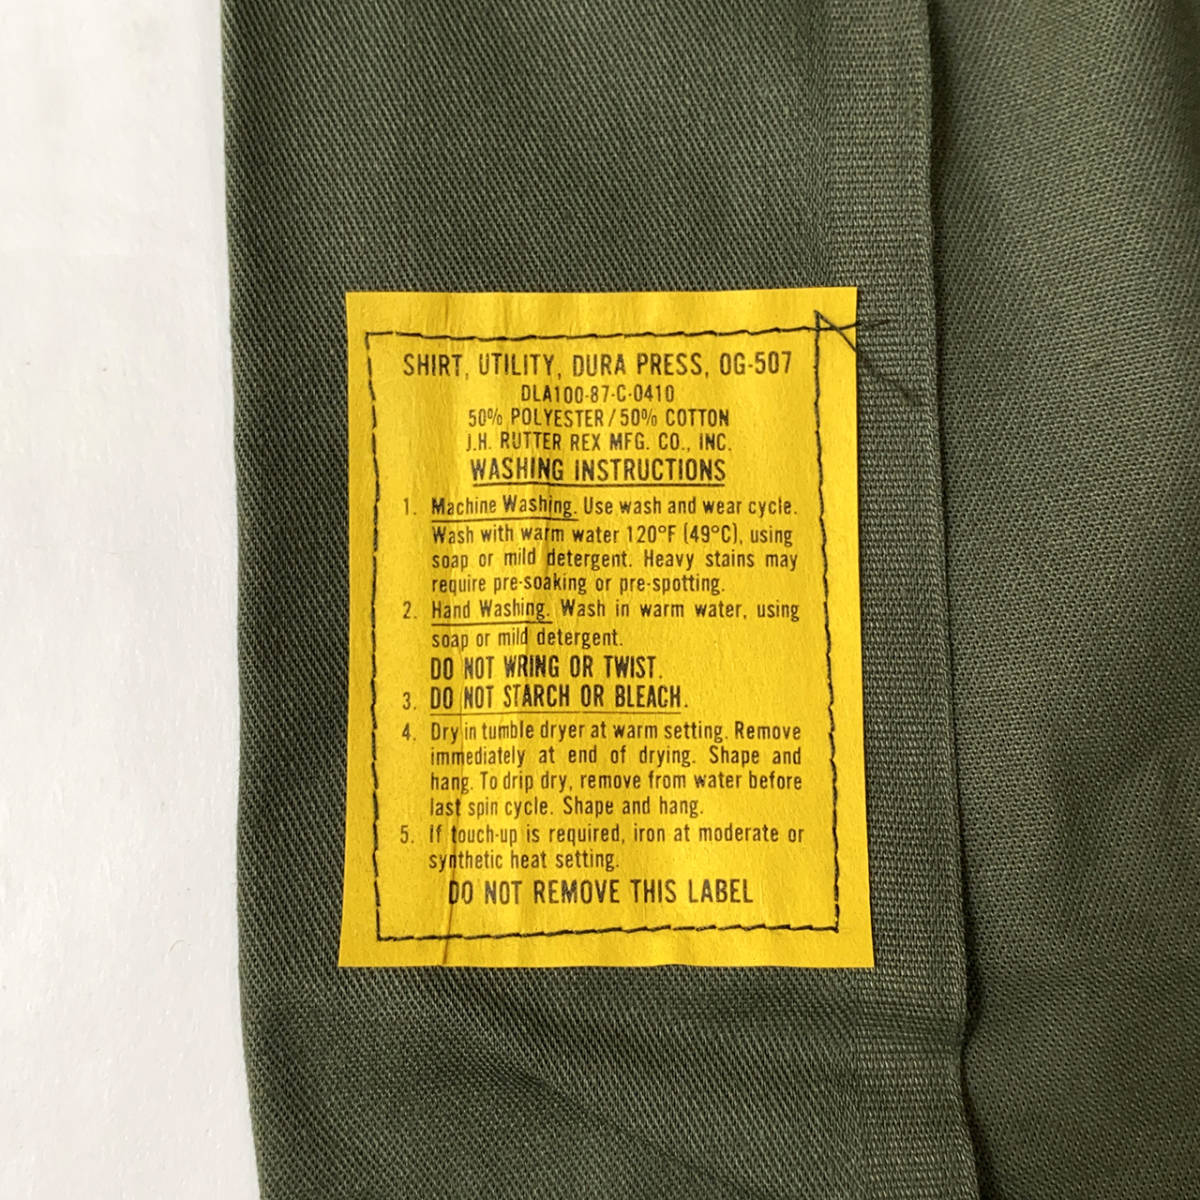 SHIRT, UTILITY, DURA PRESS, OG-507
DLA100-87-C-0410
50% POLYESTER/50% COTTON
J.H. RUTTER REX MFG. CO., INC.
WASHING INSTRUCTIONS
1. Machine Washing. Use wash and wear cycle.
Wash with warm water 120°F (49°C), using
soap or mild detergent. Heavy stains may
require pre-soaking or pre-spotting.
2. Hand Washing. Wash in warm water, using
soap or mild detergent.
DO NOT WRING OR TWIST.
3. DO NOT STARCH OR BLEACH.
4. Dry in tumble dryer at warm setting. Remove
immediately at end of drying. Shape and
hang. To drip dry, remove from water before
last spin cycle. Shape and hang.
5. If touch-up is required, iron at moderate or
synthetic heat setting.
DO NOT REMOVE THIS LABEL